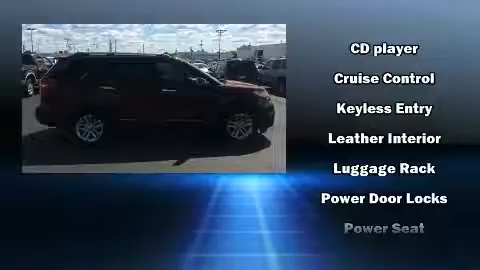 CD player
Cruise Control
Keyless Entry
Leather Interior
Luggage Rack
Power Door Locks
Power Seat